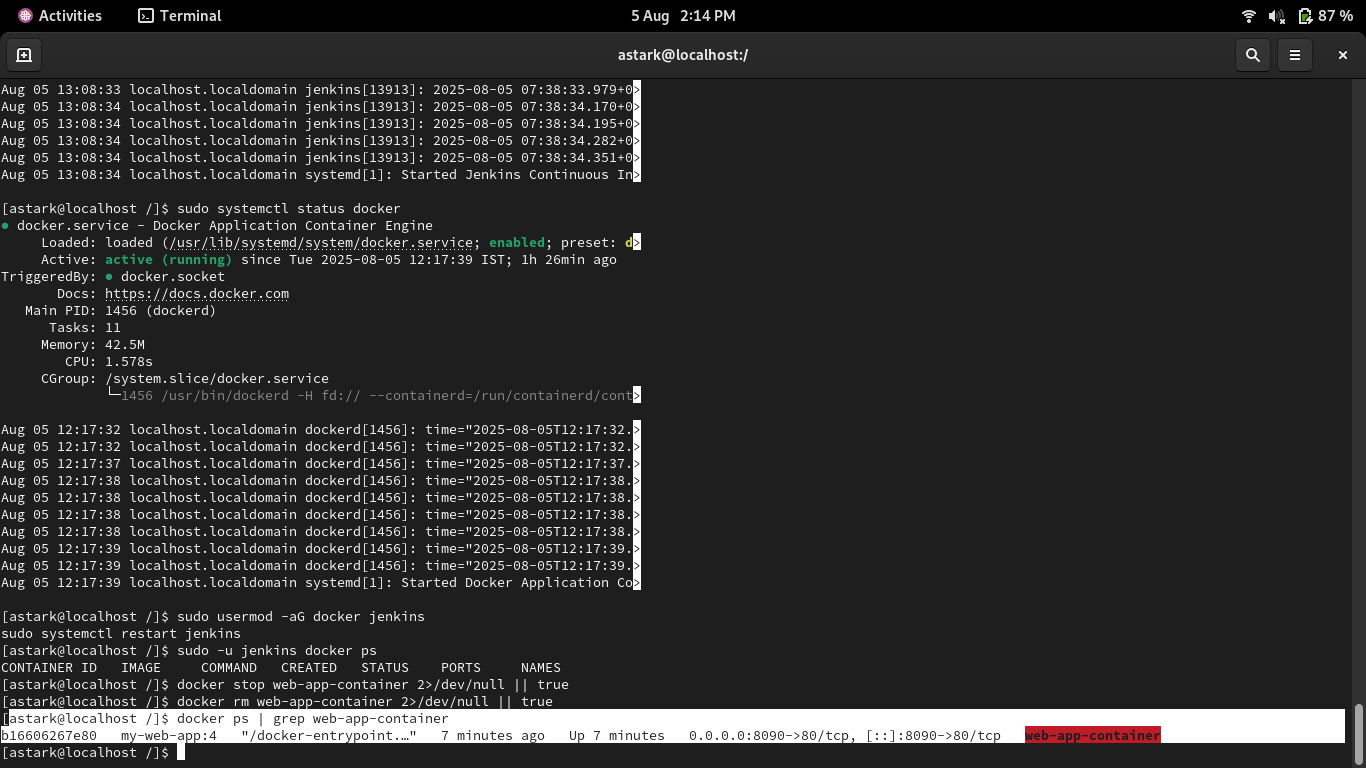 Activities Terminal 5 Aug 2:14 PM 87 %
astark@localhost:/
Aug 05 13:08:33 localhost.localdomain jenkins[13913]: 2025-08-05 07:38:33.979+0>
Aug 05 13:08:34 localhost.localdomain jenkins[13913]: 2025-08-05 07:38:34.170+0>
Aug 05 13:08:34 localhost.localdomain jenkins[13913]: 2025-08-05 07:38:34.195+0>
Aug 05 13:08:34 localhost.localdomain jenkins[13913]: 2025-08-05 07:38:34.282+0>
Aug 05 13:08:34 localhost.localdomain jenkins[13913]: 2025-08-05 07:38:34.351+0>
Aug 05 13:08:34 localhost.localdomain systemd[1]: Started Jenkins Continuous In>
[astark@localhost /]$ sudo systemctl status docker
● docker.service - Docker Application Container Engine
Loaded: loaded (/usr/lib/systemd/system/docker.service; enabled; preset: d>
Active: active (running) since Tue 2025-08-05 12:17:39 IST; 1h 26min ago
TriggeredBy: ● docker.socket
Docs: https://docs.docker.com
Main PID: 1456 (dockerd)
Tasks: 11
Memory: 42.5M
CPU: 1.578s
CGroup: /system.slice/docker.service
└─1456 /usr/bin/dockerd -H fd:// --containerd=/run/containerd/cont>
Aug 05 12:17:32 localhost.localdomain dockerd[1456]: time="2025-08-05T12:17:32.>
Aug 05 12:17:32 localhost.localdomain dockerd[1456]: time="2025-08-05T12:17:32.>
Aug 05 12:17:37 localhost.localdomain dockerd[1456]: time="2025-08-05T12:17:37.>
Aug 05 12:17:38 localhost.localdomain dockerd[1456]: time="2025-08-05T12:17:38.>
Aug 05 12:17:38 localhost.localdomain dockerd[1456]: time="2025-08-05T12:17:38.>
Aug 05 12:17:38 localhost.localdomain dockerd[1456]: time="2025-08-05T12:17:38.>
Aug 05 12:17:38 localhost.localdomain dockerd[1456]: time="2025-08-05T12:17:38.>
Aug 05 12:17:39 localhost.localdomain dockerd[1456]: time="2025-08-05T12:17:39.>
Aug 05 12:17:39 localhost.localdomain dockerd[1456]: time="2025-08-05T12:17:39.>
Aug 05 12:17:39 localhost.localdomain systemd[1]: Started Docker Application Co>
[astark@localhost /]$ sudo usermod -aG docker jenkins
sudo systemctl restart jenkins
[astark@localhost /]$ sudo -u jenkins docker ps
CONTAINER ID IMAGE COMMAND CREATED STATUS PORTS NAMES
[astark@localhost /]$ docker stop web-app-container 2>/dev/null || true
[astark@localhost /]$ docker rm web-app-container 2>/dev/null || true
[astark@localhost /]$ docker ps | grep web-app-container
b16606267e80 my-web-app:4 "/docker-entrypoint.…" 7 minutes ago Up 7 minutes 0.0.0.0:8090->80/tcp, [::]:8090->80/tcp web-app-container
[astark@localhost /]$